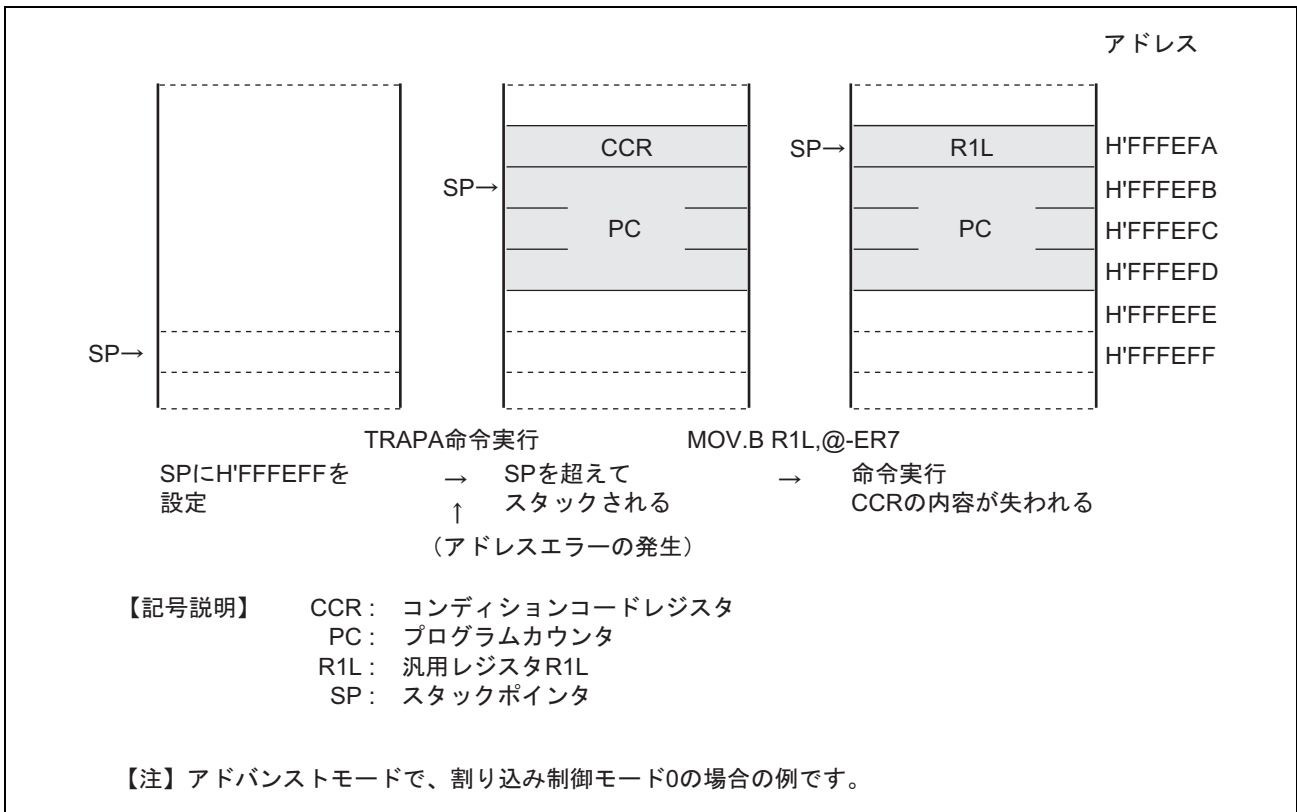 アドレス
CCR
SP→
R1L
H'FFFEFA
SP→
H'FFFEFB
PC
PC
H'FFFEFC
H'FFFEFD
H'FFFEFE
SP→
H'FFFEFF
TRAPA命令実行
MOV.B R1L,@-ER7
SPにH'FFFEFFを
設定
→
↑
SPを超えて
スタックされる
→
命令実行
CCRの内容が失われる
（アドレスエラーの発生）
【記号説明】 CCR : コンディションコードレジスタ
PC : プログラムカウンタ
R1L : 汎用レジスタR1L
SP : スタックポインタ
【注】アドバンストモードで、割り込み制御モード0の場合の例です。